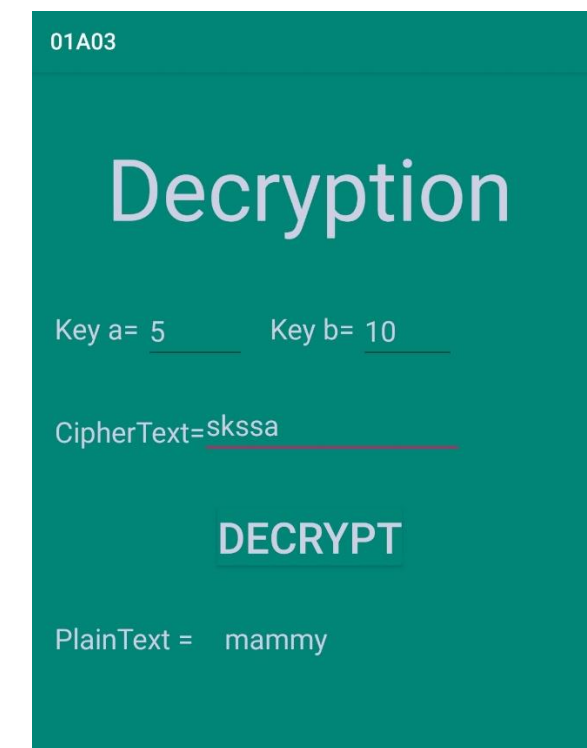 01A03
Decryption
Key a= 5 Key b= 10
CipherText=skssa
DECRYPT
PlainText = mammy